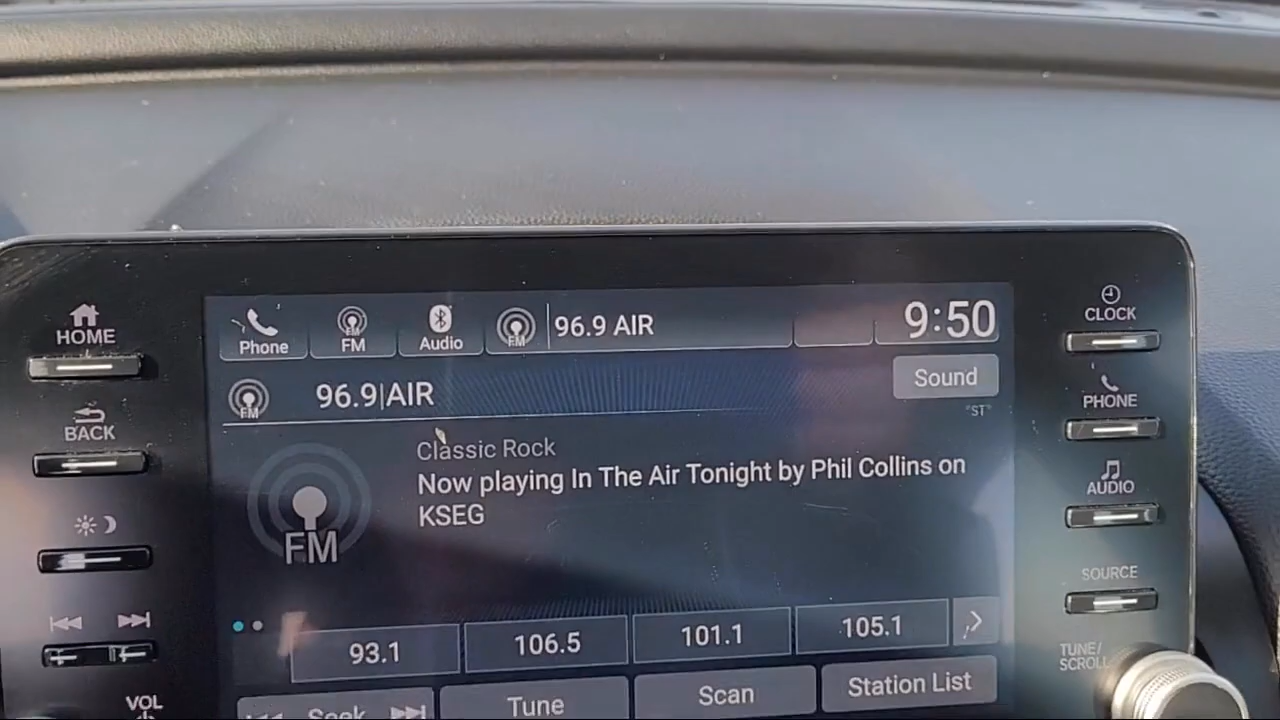 HOME
BACK
VOL
Phone
FM
Audio
FM
96.9 AIR
9:50
FM
96.9|AIR
Sound
"ST"
Classic Rock
Now playing In The Air Tonight by Phil Collins on
KSEG
FM
93.1
106.5
101.1
105.1
Seek
Tune
Scan
Station List
CLOCK
PHONE
AUDIO
SOURCE
TUNE/
SCROLL